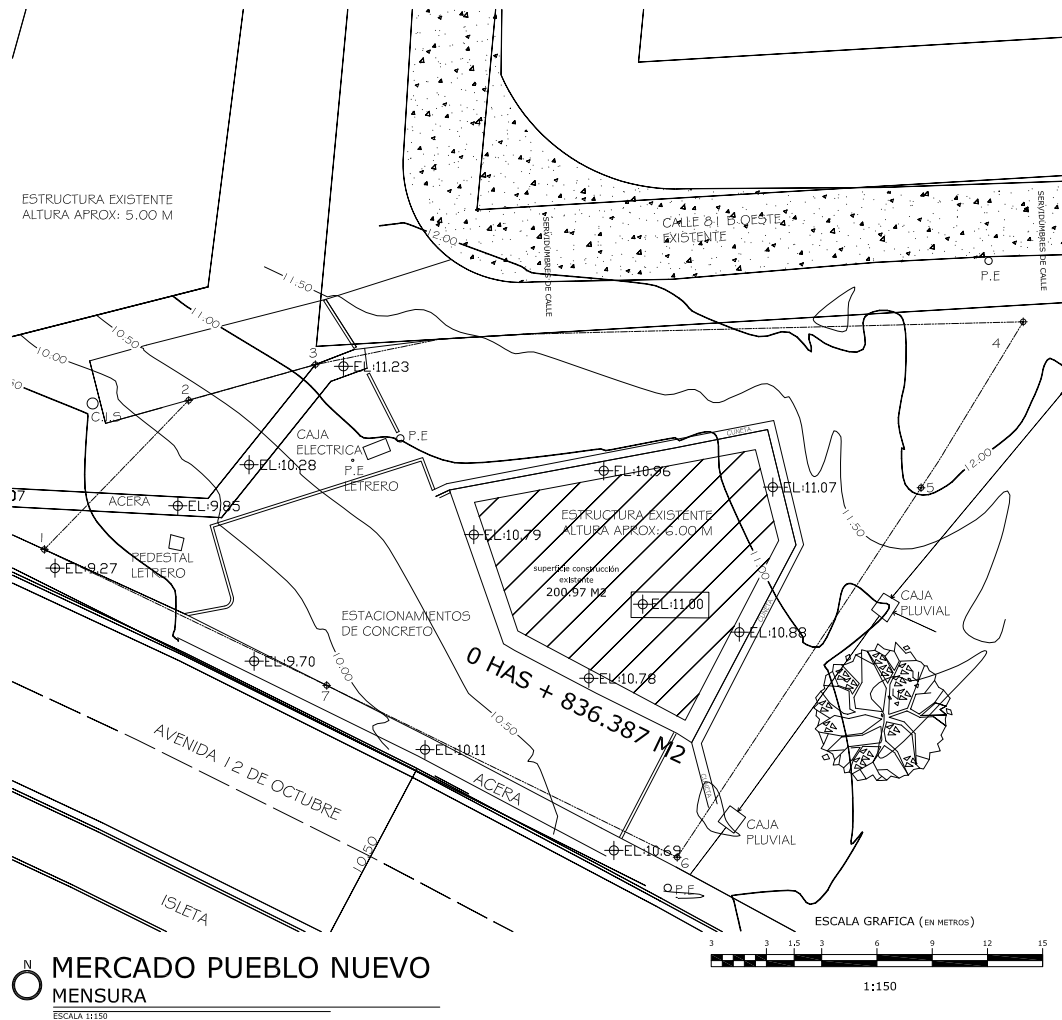 ESTRUCTURA EXISTENTE
ALTURA APROX: 5.00 M
CALLE 81 B OESTE
EXISTENTE
SERVIDUMBRES DE CALLE
SERVIDUMBRES DE CALLE
12.00
P.E
11.50
11.00
10.50
10.00
3
4
EL:11.23
2
C.I.S
P.E
CAJA
ELECTRICA
CUNETA
12.00
EL:10.28
P.E
LETRERO
EL:10.96
EL:11.07
5
ACERA
EL:9.85
11.50
ESTRUCTURA EXISTENTE
ALTURA APROX: 6.00 M
EL:10.79
1
EL:9.27
PEDESTAL
LETRERO
superficie construcción
existente
200.97 M2
11.00
EL:11.00
CUNETA
CAJA
PLUVIAL
ESTACIONAMIENTOS
DE CONCRETO
EL:10.88
EL:9.70
10.00
0 HAS + 836.387 M2
EL:10.78
7
10.50
AVENIDA 12 DE OCTUBRE
EL:10.11
ACERA
CUNETA
CAJA
PLUVIAL
10.50
EL:10.69
6
P.E
ISLETA
ESCALA GRAFICA (EN METROS)
3 3 1.5 3 6 9 12 15
1:150
N
MERCADO PUEBLO NUEVO
MENSURA
ESCALA 1:150